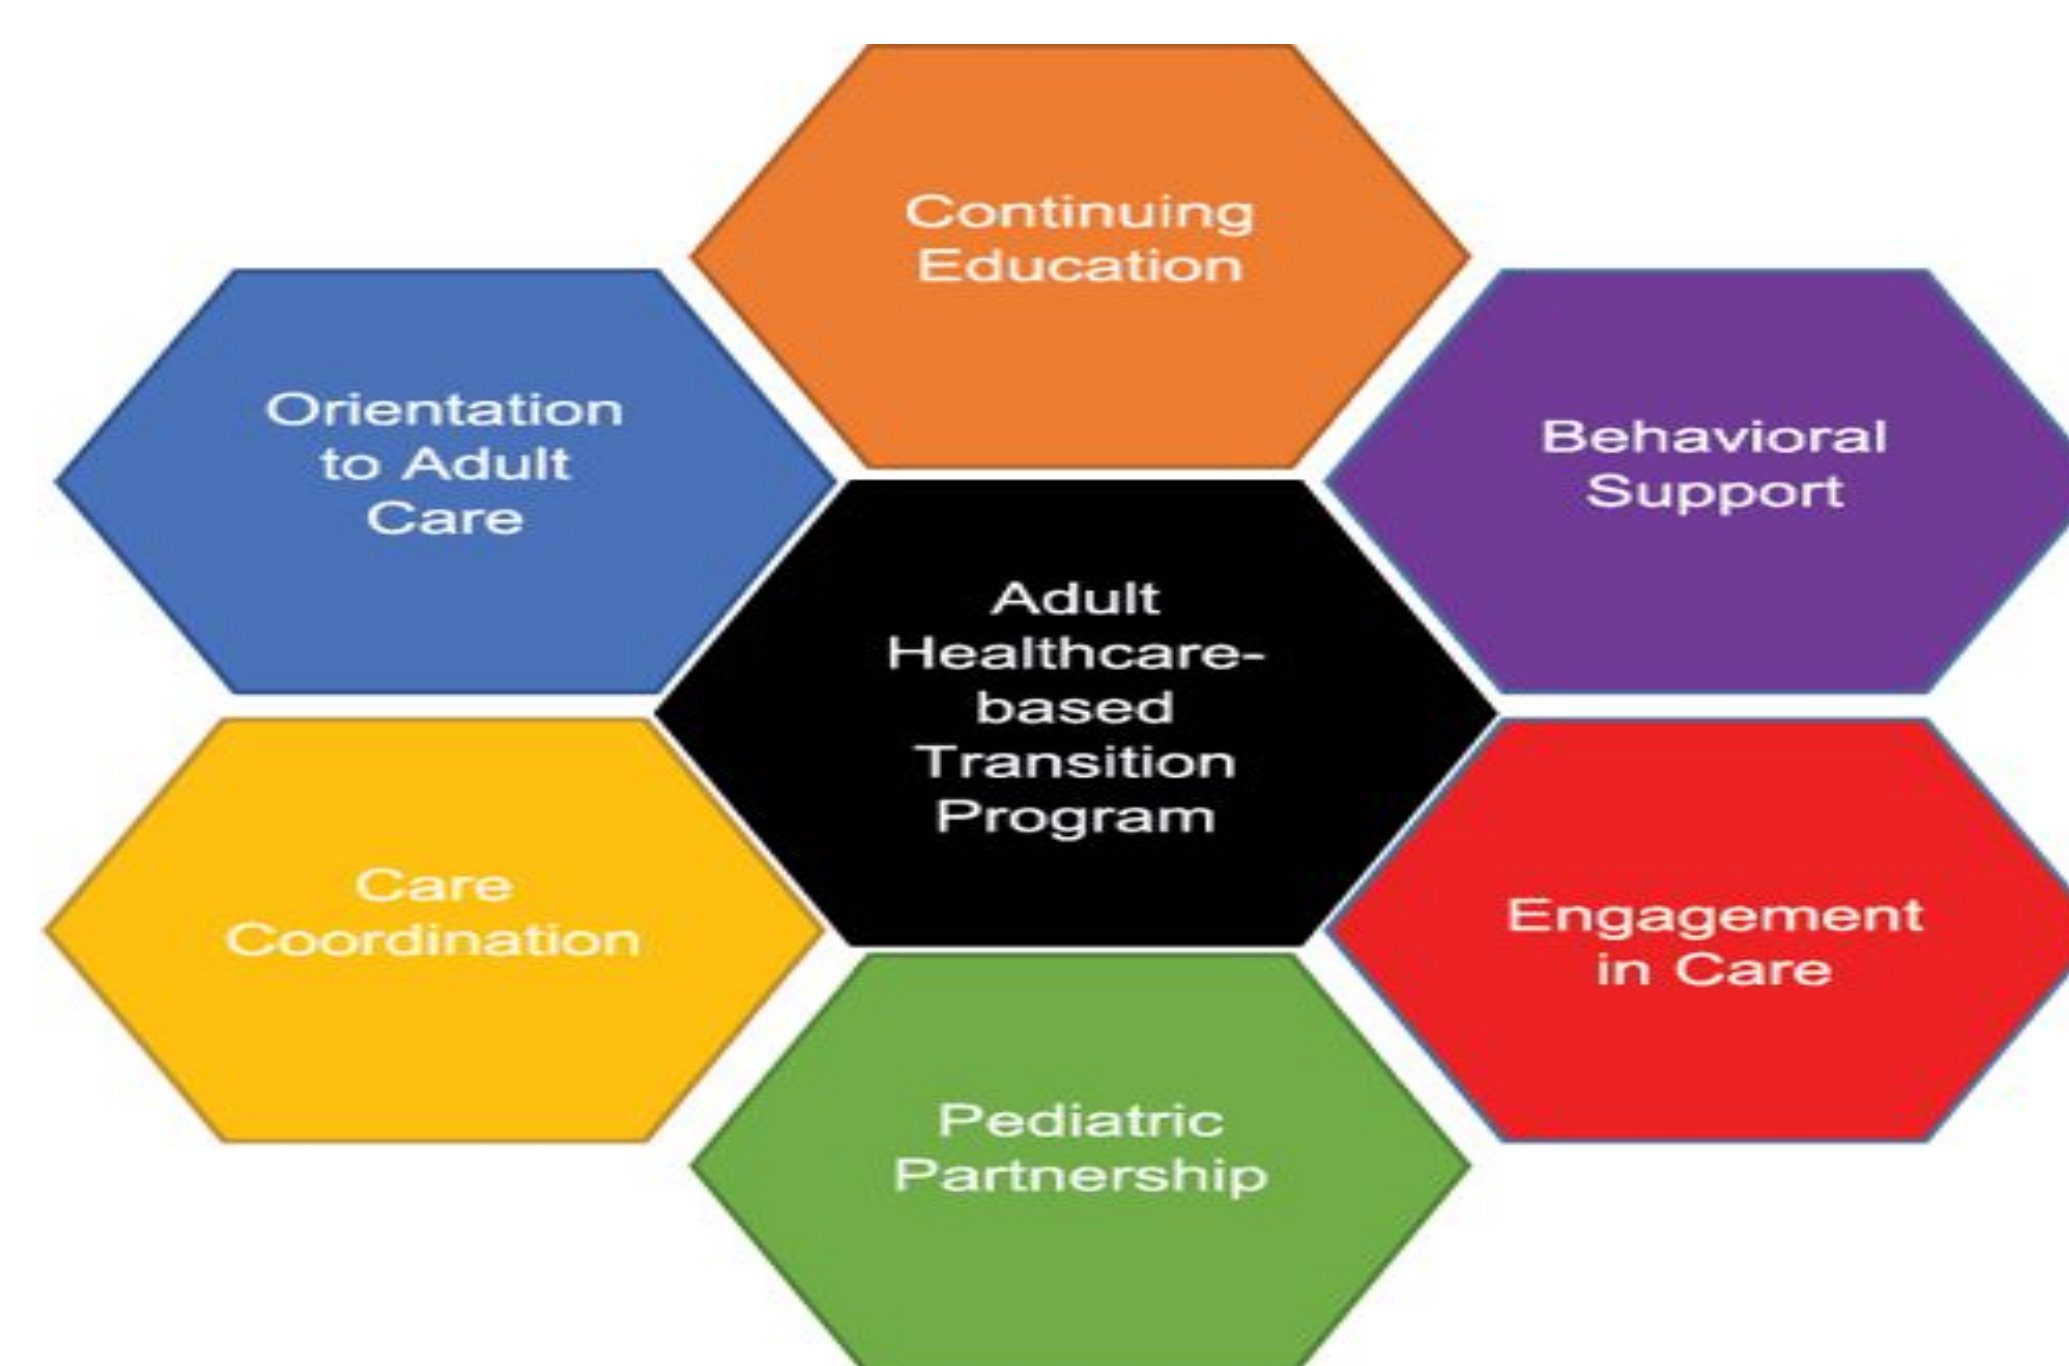 Continuing
Education
Orientation
to Adult
Care
Behavioral
Support
Adult
Healthcare-
based
Transition
Program
Care
Coordination
Engagement
in Care
Pediatric
Partnership